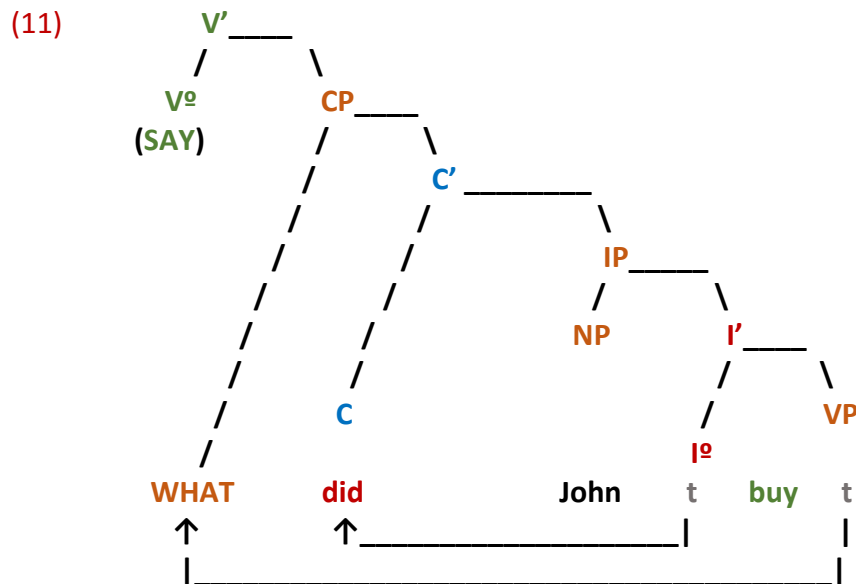 (11) V’
Vº CP
(SAY)
C’
IP
NP I’
C VP
Iº
WHAT did John t buy t